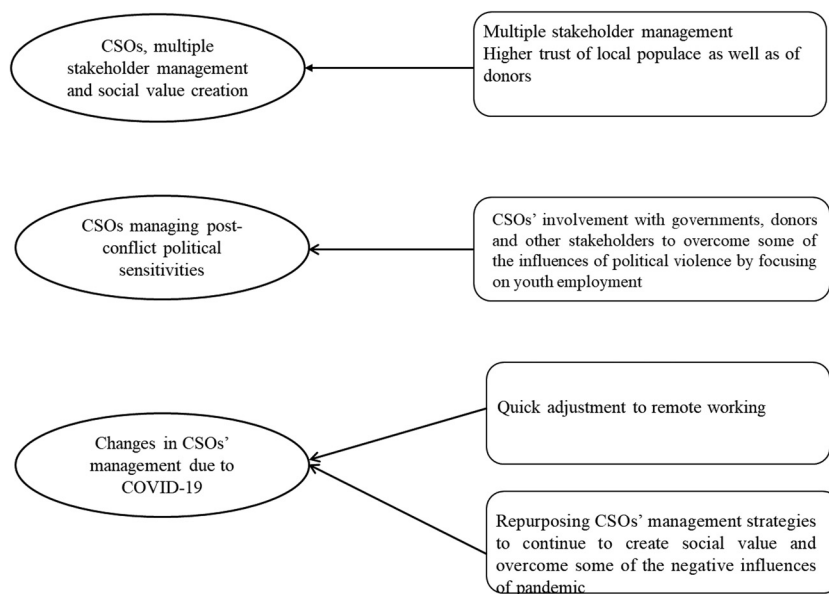 CSOs, multiple
stakeholder management
and social value creation
Multiple stakeholder management
Higher trust of local populace as well as of
donors
CSOs managing post-
conflict political
sensitivities
CSOs' involvement with governments, donors
and other stakeholders to overcome some of
the influences of political violence by focusing
on youth employment
Changes in CSOs'
management due to
COVID-19
Quick adjustment to remote working
Repurposing CSOs' management strategies
to continue to create social value and
overcome some of the negative influences
of pandemic